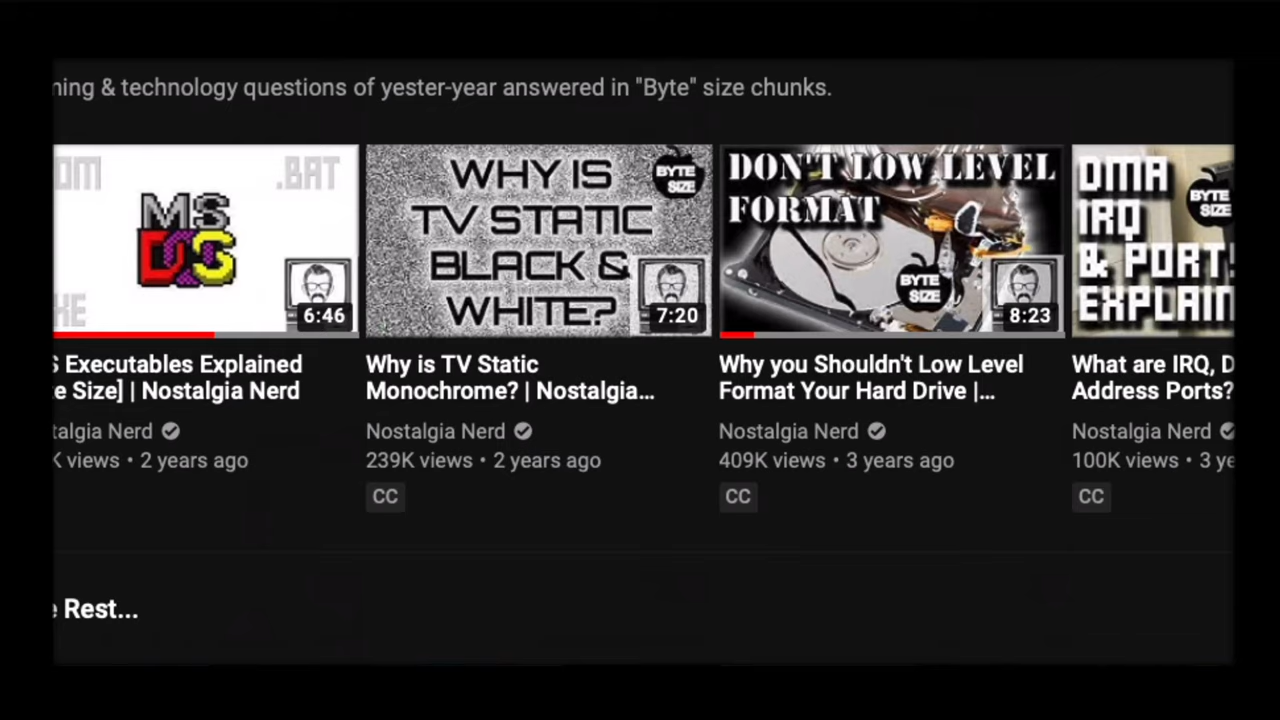 ning & technology questions of yester-year answered in "Byte" size chunks.
OM
.BAT
MS
DOS
KE
6:46
WHY IS
TV STATIC
BLACK &
WHITE?
BYTE
SIZE
7:20
DON'T LOW LEVEL
FORMAT
BYTE
SIZE
8:23
DMA
IRQ
& PORT
EXPLAIN
BYTE
SIZE
S Executables Explained
e Size] | Nostalgia Nerd
talgia Nerd
K views • 2 years ago
Why is TV Static
Monochrome? | Nostalgia...
Nostalgia Nerd
239K views • 2 years ago
CC
Why you Shouldn't Low Level
Format Your Hard Drive |...
Nostalgia Nerd
409K views • 3 years ago
CC
What are IRQ, D
Address Ports?
Nostalgia Nerd
100K views • 3 ye
CC
e Rest...